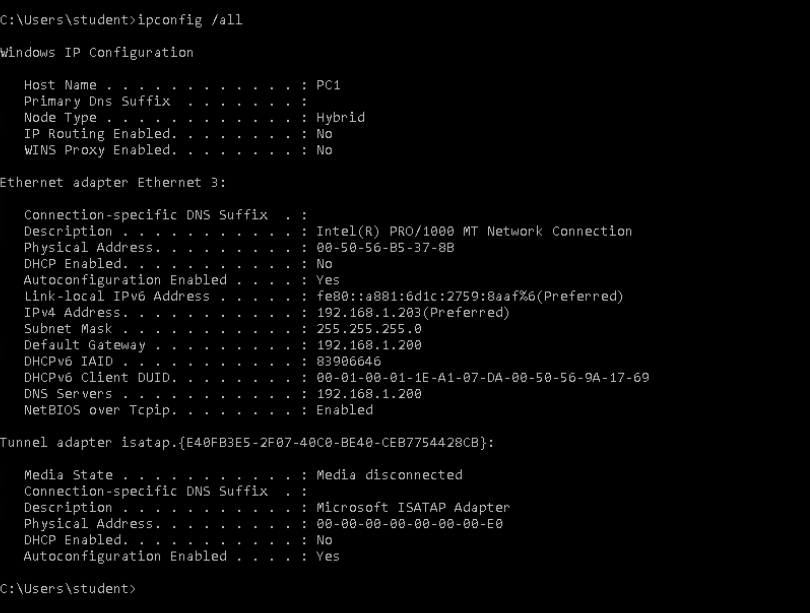 C:\Users\student>ipconfig /all
Windows IP Configuration
Host Name . . . . . . . . . . . . : PC1
Primary Dns Suffix  . . . . . . . :
Node Type . . . . . . . . . . . . : Hybrid
IP Routing Enabled. . . . . . . . : No
WINS Proxy Enabled. . . . . . . . : No
Ethernet adapter Ethernet 3:
Connection-specific DNS Suffix  . :
Description . . . . . . . . . . . : Intel(R) PRO/1000 MT Network Connection
Physical Address. . . . . . . . . : 00-50-56-B5-37-8B
DHCP Enabled. . . . . . . . . . . : No
Autoconfiguration Enabled . . . . : Yes
Link-local IPv6 Address . . . . . : fe80::a881:6d1c:2759:8aaf%6(Preferred)
IPv4 Address. . . . . . . . . . . : 192.168.1.203(Preferred)
Subnet Mask . . . . . . . . . . . : 255.255.255.0
Default Gateway . . . . . . . . . : 192.168.1.200
DHCPv6 IAID . . . . . . . . . . . : 83906646
DHCPv6 Client DUID. . . . . . . . : 00-01-00-01-1E-A1-07-DA-00-50-56-9A-17-69
DNS Servers . . . . . . . . . . . : 192.168.1.200
NetBIOS over Tcpip. . . . . . . . : Enabled
Tunnel adapter isatap.{E40FB3E5-2F07-40C0-BE40-CEB7754428CB}:
Media State . . . . . . . . . . . : Media disconnected
Connection-specific DNS Suffix  . :
Description . . . . . . . . . . . : Microsoft ISATAP Adapter
Physical Address. . . . . . . . . : 00-00-00-00-00-00-00-E0
DHCP Enabled. . . . . . . . . . . : No
Autoconfiguration Enabled . . . . : Yes
C:\Users\student>